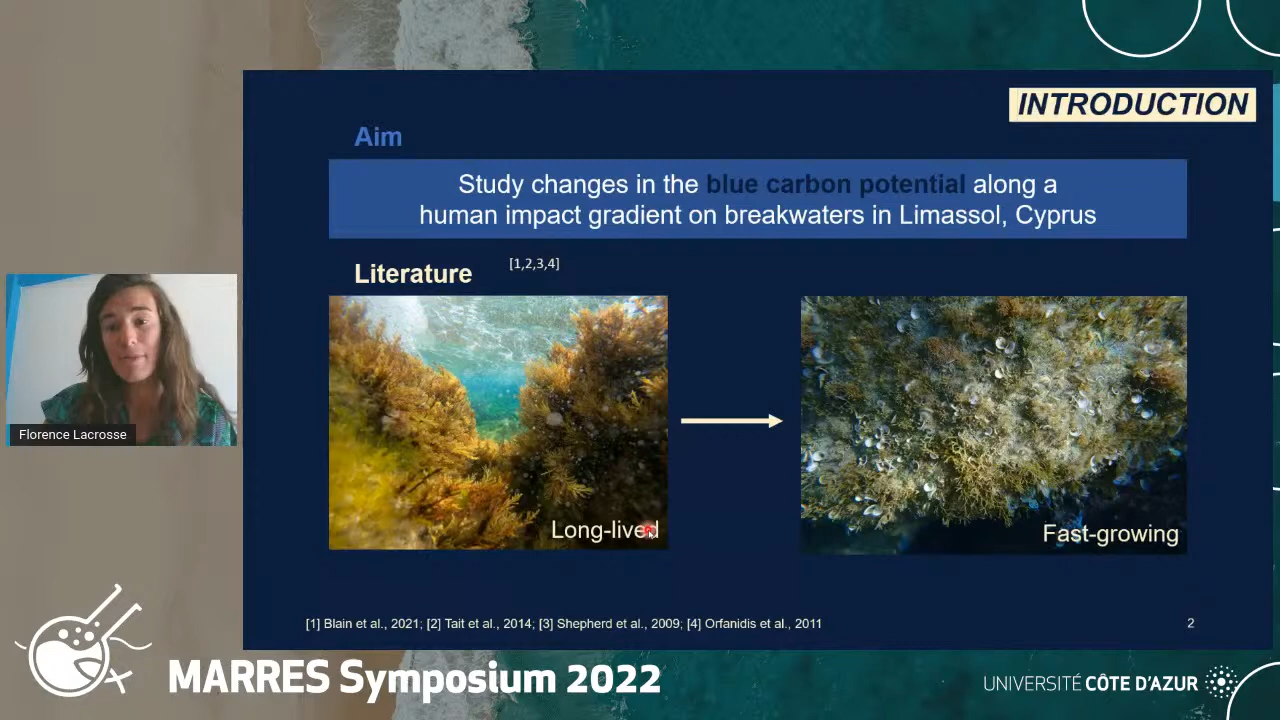 INTRODUCTION
Aim
Study changes in the blue carbon potential along a
human impact gradient on breakwaters in Limassol, Cyprus
Literature [1,2,3,4]
Long-lived
Fast-growing
Florence Lacrosse
[1] Blain et al., 2021; [2] Tait et al., 2014; [3] Shepherd et al., 2009; [4] Orfanidis et al., 2011
2
MARRES Symposium 2022
UNIVERSITÉ CÔTE D'AZUR